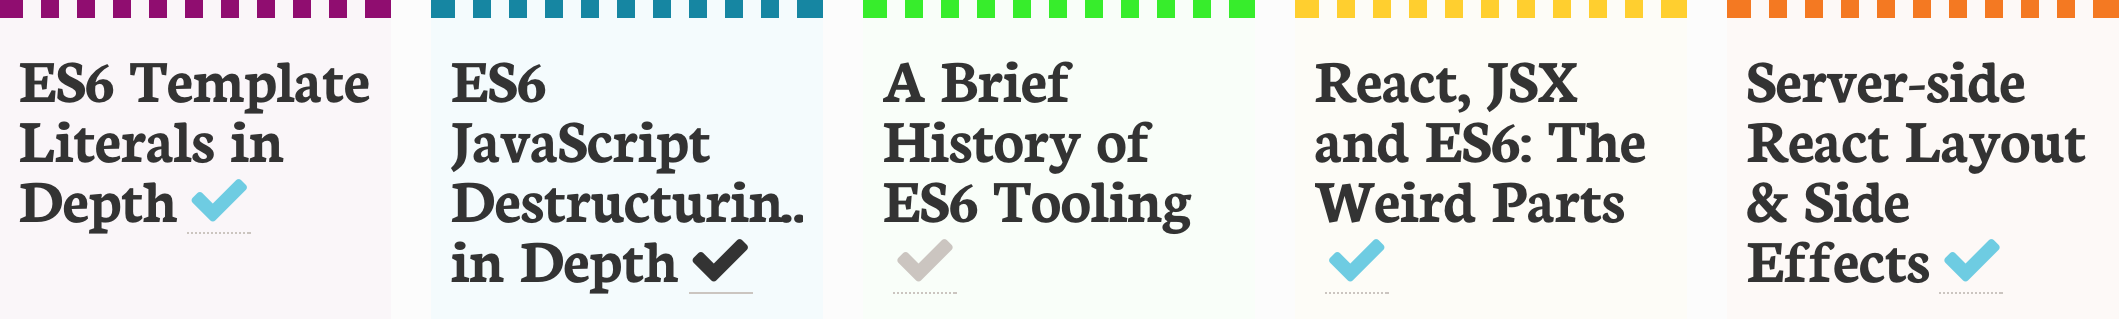 ES6 Template
Literals in
Depth
ES6
JavaScript
Destructurin..
in Depth
A Brief
History of
ES6 Tooling
React, JSX
and ES6: The
Weird Parts
Server-side
React Layout
& Side
Effects